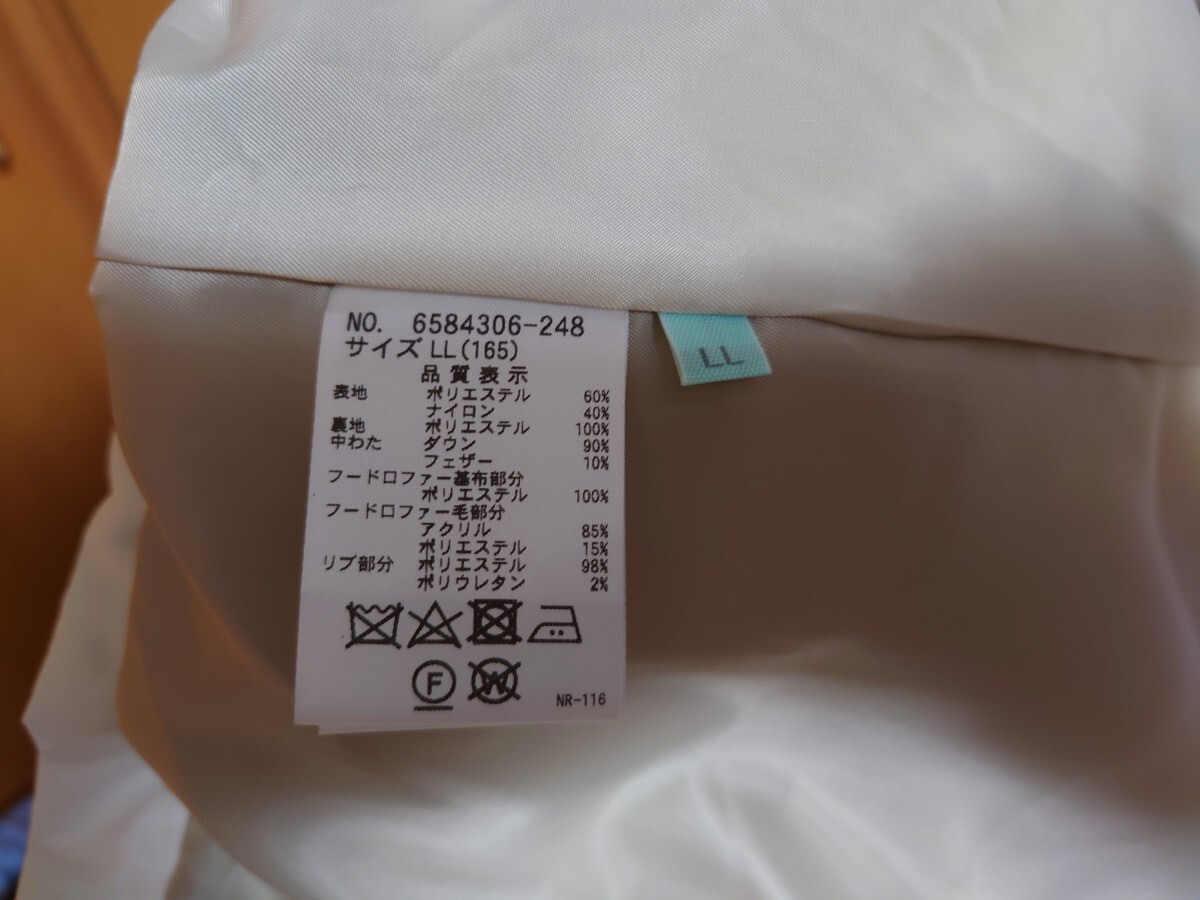 NO. 6584306-248
サイズ LL(165)
品質表示
表地 ポリエステル 60%
ナイロン 40%
裏地 ポリエステル 100%
中わた ダウン 90%
フェザー 10%
フードロファー基布部分
ポリエステル 100%
フードロファー毛部分
アクリル 85%
ポリエステル 15%
リブ部分 ポリエステル 98%
ポリウレタン 2%
F W
NR-116
LL